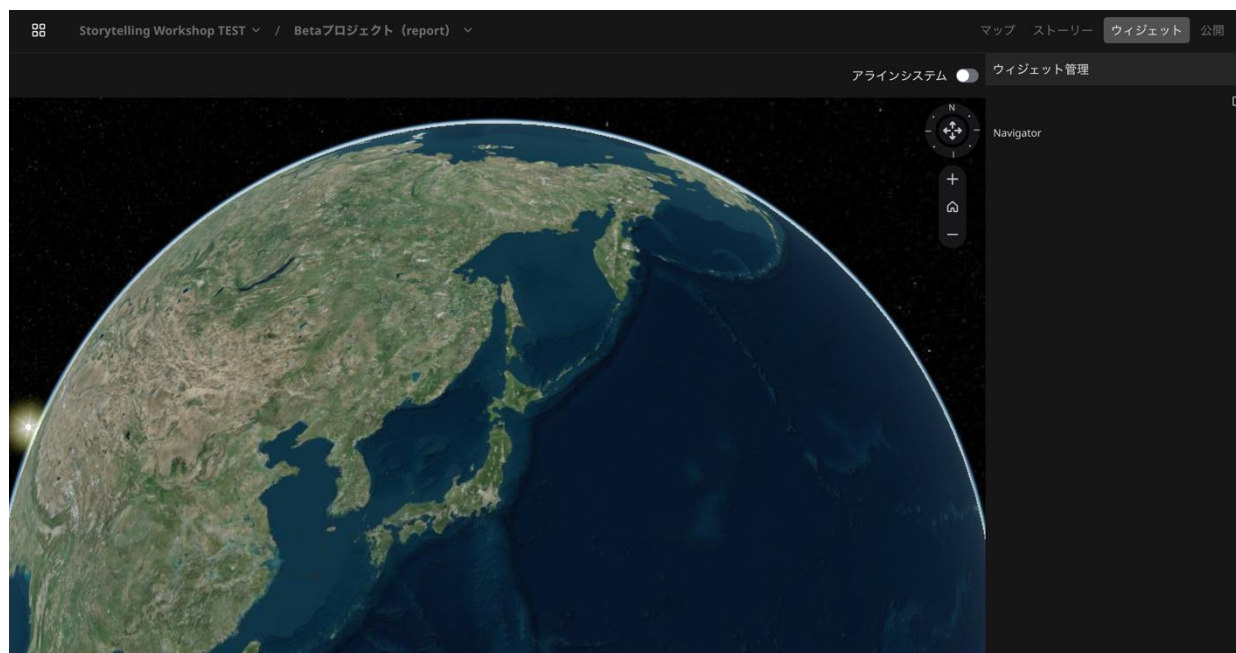 Storytelling Workshop TEST / Betaプロジェクト（report） マップ ストーリー ウィジェット 公開
アラインシステム ウィジェット管理
N
Navigator